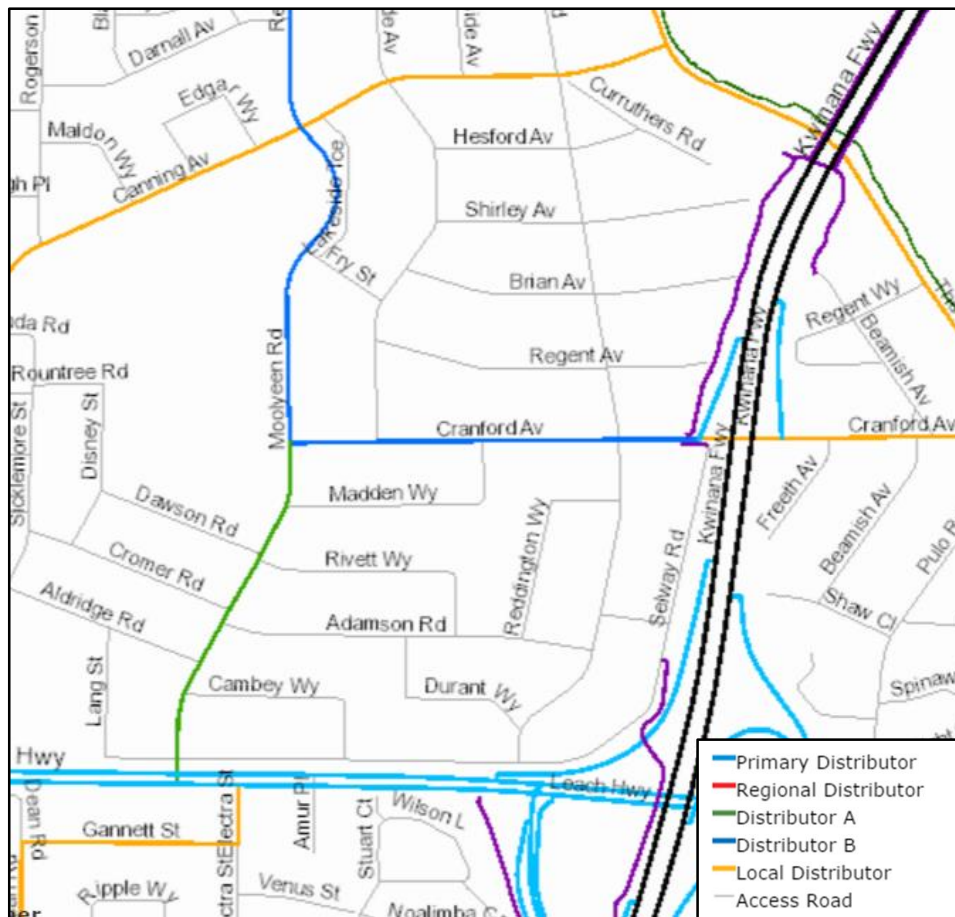 Rogerson
Darnall Av
Edgar Wy
Maldon Wy
Canning Av
Lakeside Tce
Fry St
Hesford Av
Curruthers Rd
Kwinana Fwy
Shirley Av
Brian Av
Regent Wy
Beamish Av
Rountree Rd
Moolyeen Rd
Regent Av
Kwinana Fwy
Sicklemore St
Disney St
Cranford Av
Cranford Av
Dawson Rd
Madden Wy
Kwinana Fwy
Freeth Av
Beamish Av
Cromer Rd
Rivett Wy
Reddington Wy
Selway Rd
Aldridge Rd
Adamson Rd
Shaw Cl
Lang St
Cambey Wy
Durant Wy
Hwy
Leach Hwy
Dean Rd
Gannett St
Electra St
Amur Pl
Stuart Ct
Wilson L
Ripple Wy
Venus St
Noalimba
Primary Distributor
Regional Distributor
Distributor A
Distributor B
Local Distributor
Access Road